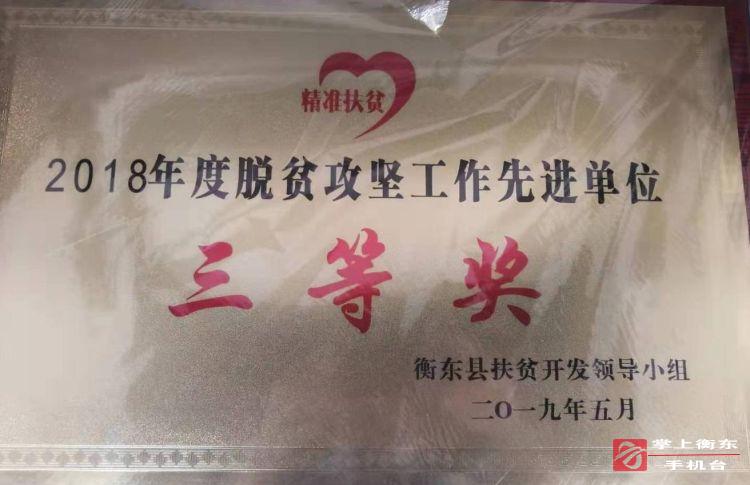 精准扶贫
2018年度脱贫攻坚工作先进单位
三等奖
衡东县扶贫开发领导小组
二O一九年五月
掌上衡东
手机台